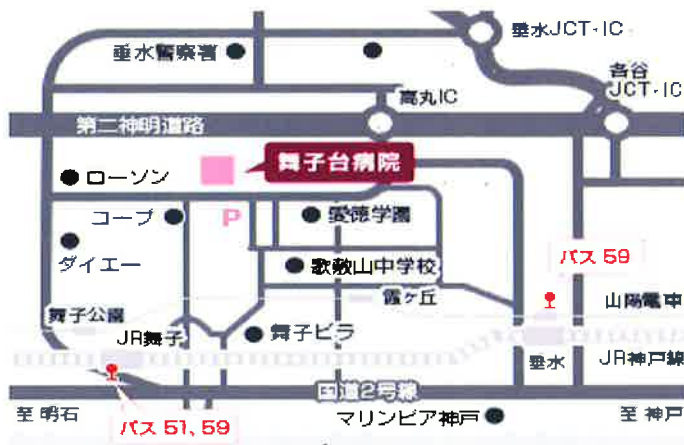 垂水JCT·IC
垂水警察署
名谷
JCT·IC
高丸IC
第二神明道路
舞子台病院
ローソン
コープ
P
愛徳学園
ダイエー
歌敷山中学校
バス 59
霞ヶ丘
山陽電車
舞子公園
JR舞子
舞子ビラ
垂水
JR神戸線
国道2号線
至 明石
バス 51, 59
マリンピア神戸
至 神戸